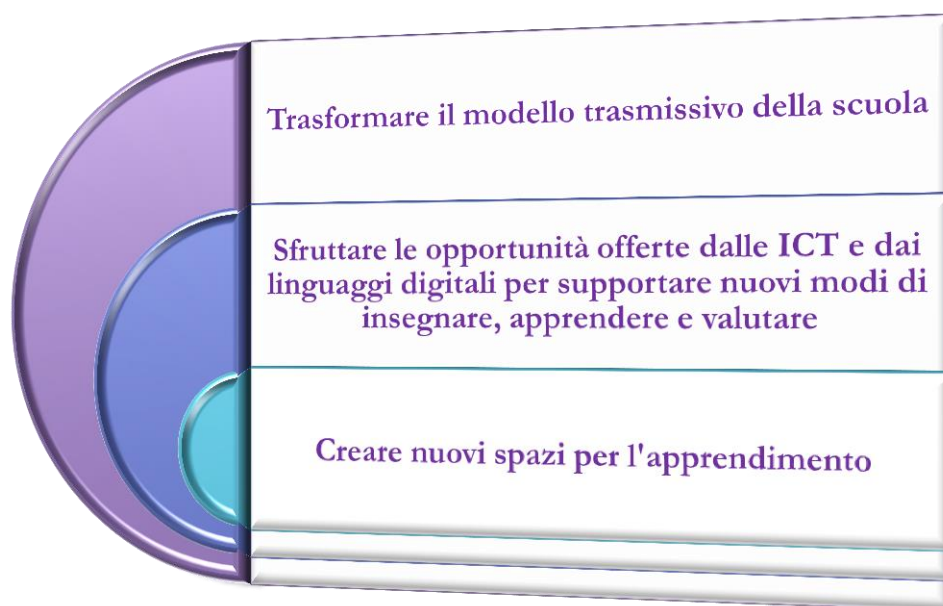 Trasformare il modello trasmissivo della scuola
Sfruttare le opportunità offerte dalle ICT e dai
linguaggi digitali per supportare nuovi modi di
insegnare, apprendere e valutare
Creare nuovi spazi per l'apprendimento